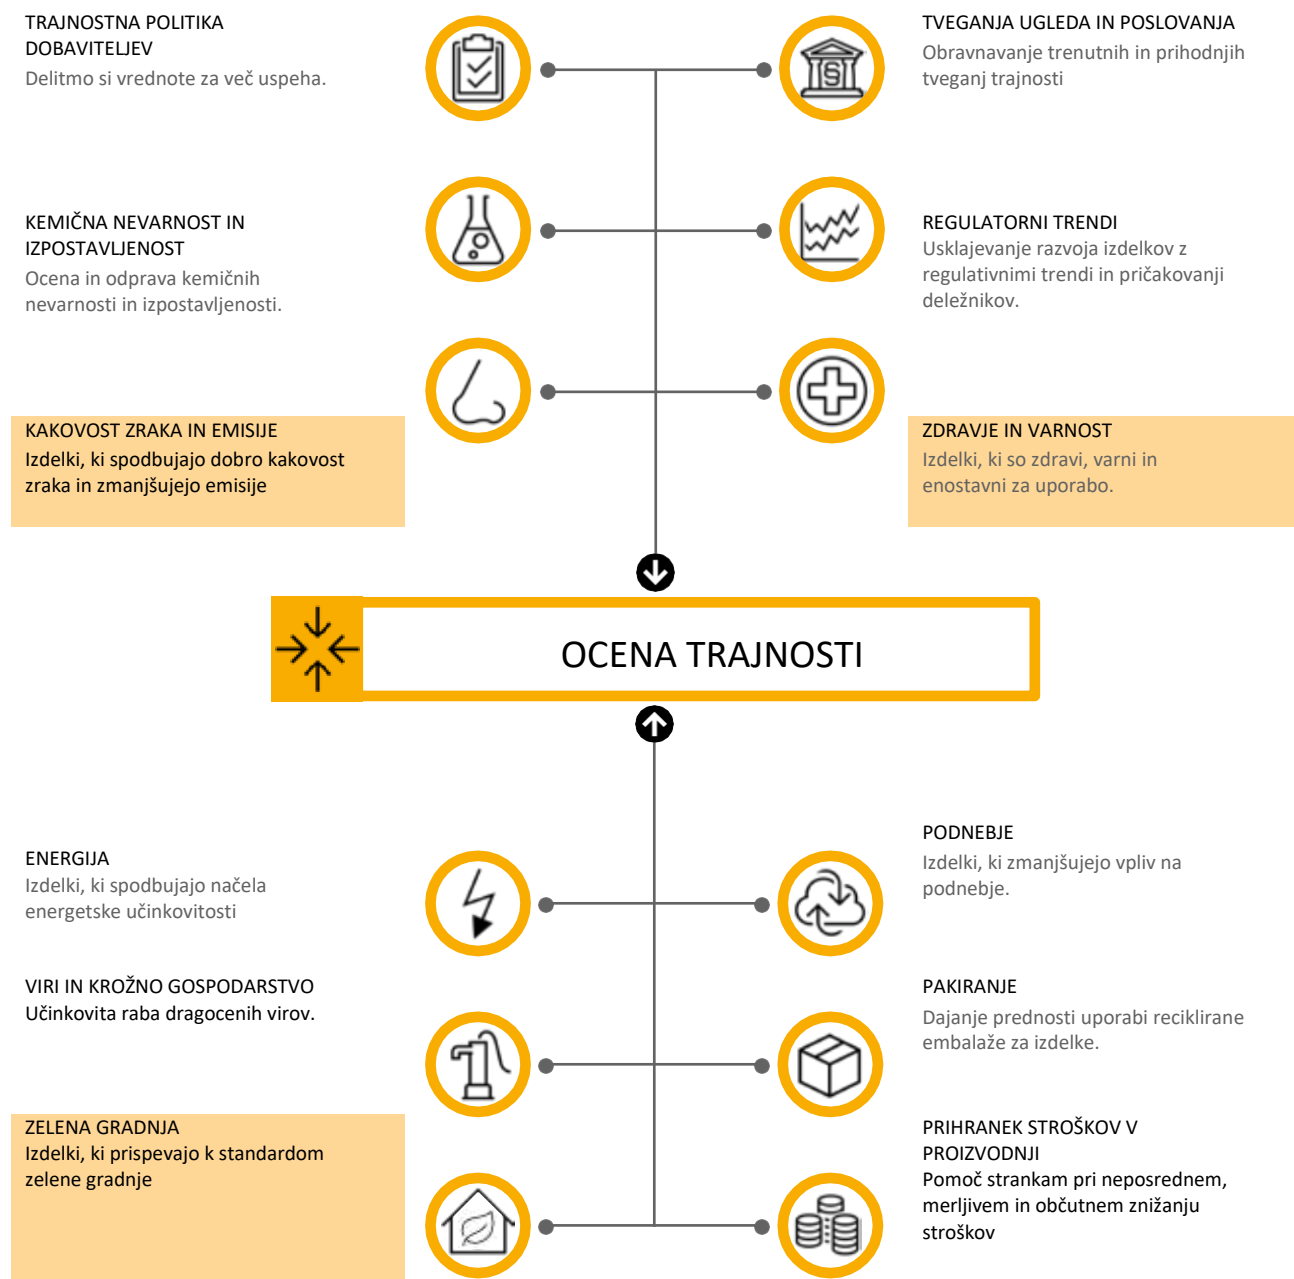 TRAJNOSTNA POLITIKA
DOBAVITELJEV
Delitmo si vrednote za več uspeha.
TVEGANJA UGLEDA IN POSLOVANJA
Obravnavanje trenutnih in prihodnjih
tveganj trajnosti
KEMIČNA NEVARNOST IN
IZPOSTAVLJENOST
Ocena in odprava kemičnih
nevarnosti in izpostavljenosti.
REGULATORNI TRENDI
Usklajevanje razvoja izdelkov z
regulativnimi trendi in pričakovanji
deležnikov.
KAKOVOST ZRAKA IN EMISIJE
Izdelki, ki spodbujajo dobro kakovost
zraka in zmanjšujejo emisije
ZDRAVJE IN VARNOST
Izdelki, ki so zdravi, varni in
enostavni za uporabo.
OCENA TRAJNOSTI
ENERGIJA
Izdelki, ki spodbujajo načela
energetske učinkovitosti
PODNEBJE
Izdelki, ki zmanjšujejo vpliv na
podnebje.
VIRI IN KROŽNO GOSPODARSTVO
Učinkovita raba dragocenih virov.
PAKIRANJE
Dajanje prednosti uporabi reciklirane
embalaže za izdelke.
ZELENA GRADNJA
Izdelki, ki prispevajo k standardom
zelene gradnje
PRIHRANEK STROŠKOV V
PROIZVODNJI
Pomoč strankam pri neposrednem,
merljivem in občutnem znižanju
stroškov